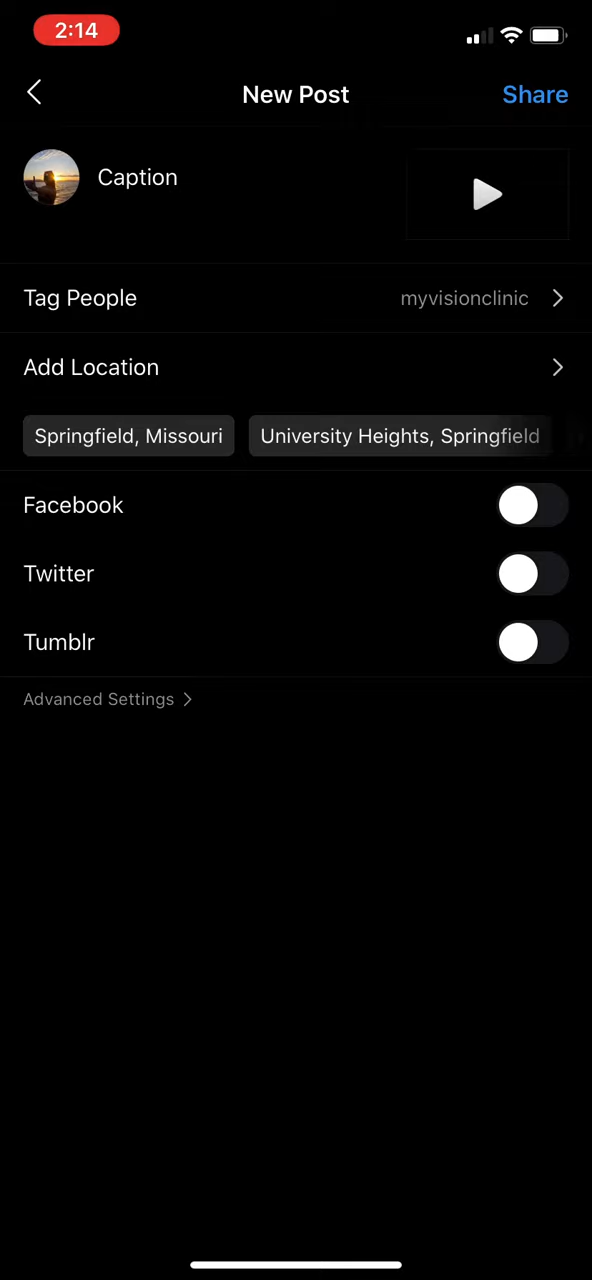 2:14
New Post
Share
Caption
Tag People
myvisionclinic
Add Location
Springfield, Missouri
University Heights, Springfield
Facebook
Twitter
Tumblr
Advanced Settings